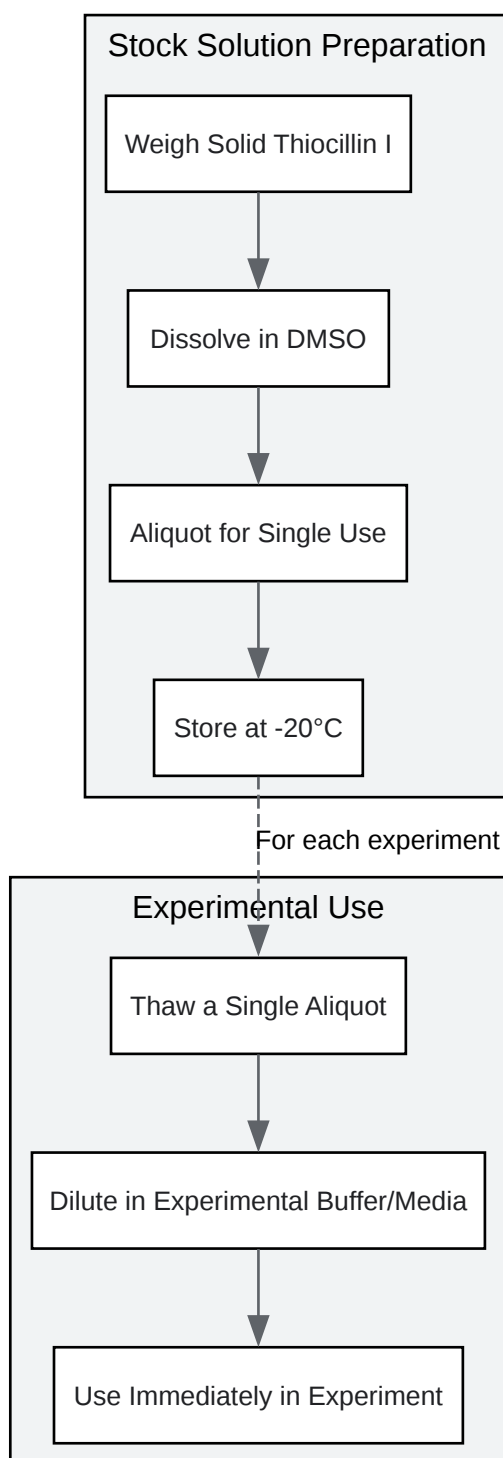 Stock Solution Preparation
Weigh Solid Thiocillin I
Dissolve in DMSO
Aliquot for Single Use
Store at -20°C
For each experiment
Experimental Use
Thaw a Single Aliquot
Dilute in Experimental Buffer/Media
Use Immediately in Experiment